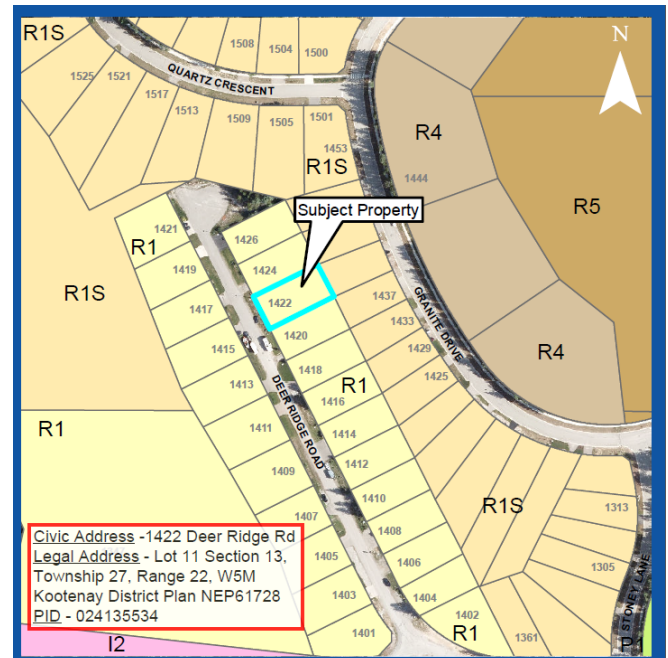 R1S
1508
1504
1500
N
1525
1521
QUARTZ CRESCENT
1517
1513
1509
1505
1501
1453
R1S
R4
1444
R5
Subject Property
1421
R1
1426
1419
1424
R1S
1417
1422
1437
1433
GRANITE DRIVE
1415
1420
1429
R4
1413
1418
1425
R1
DEER RIDGE ROAD
1416
R1
1411
1414
1412
1409
1410
R1S
1407
1408
1313
Civic Address -1422 Deer Ridge Rd
Legal Address - Lot 11 Section 13,
Township 27, Range 22, W5M
Kootenay District Plan NEP61728
PID - 024135534
1405
1406
1305
1403
1404
STONEY LANE
1402
1401
R1
1361
P1
I2